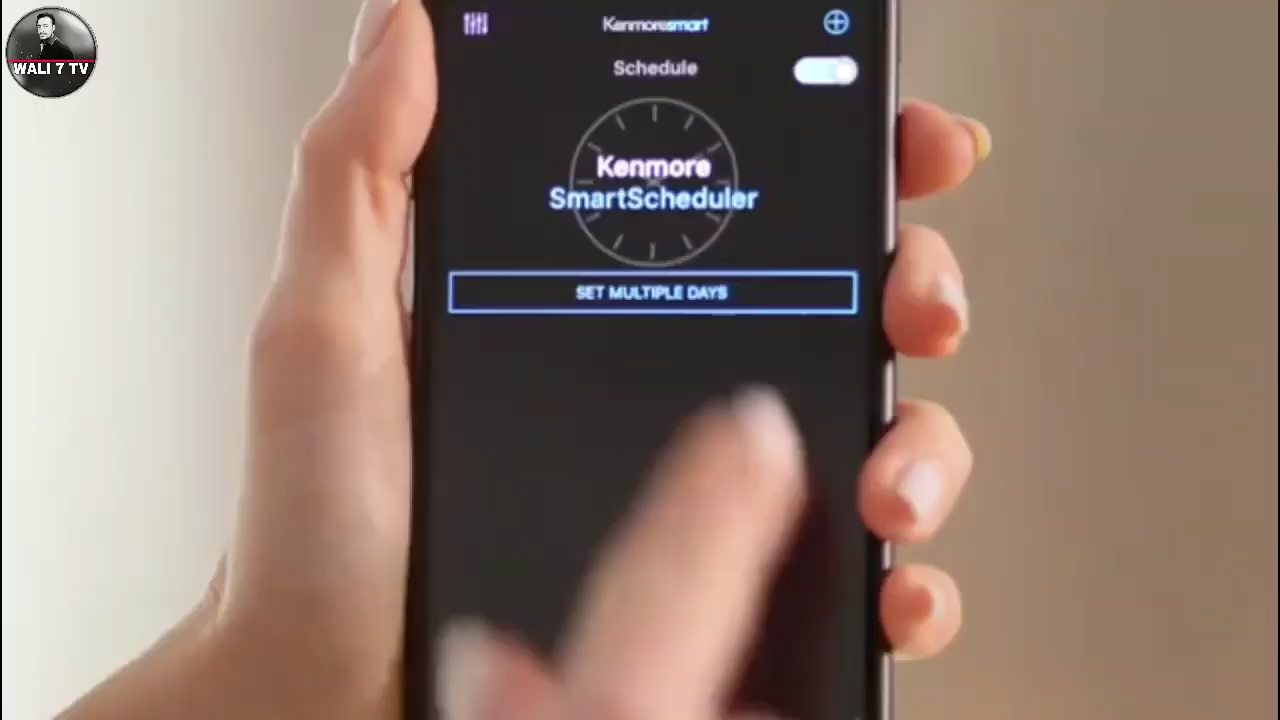 WALI 7 TV
Kenmoresmart
Schedule
Kenmore
SmartScheduler
SET MULTIPLE DAYS